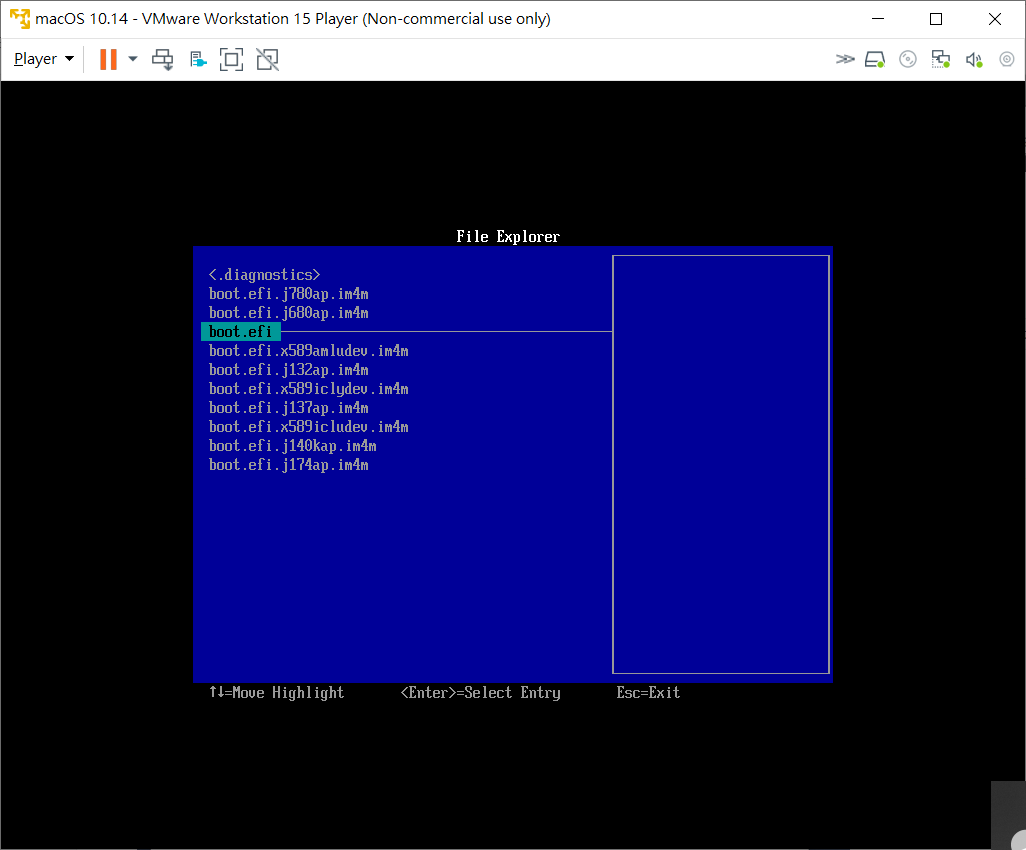 macOS 10.14 - VMware Workstation 15 Player (Non-commercial use only)
Player
File Explorer
<.diagnostics>
boot.efi.j780ap.im4m
boot.efi.j680ap.im4m
boot.efi
boot.efi.x589amludev.im4m
boot.efi.j132ap.im4m
boot.efi.x589iclydev.im4m
boot.efi.j137ap.im4m
boot.efi.x589icludev.im4m
boot.efi.j140kap.im4m
boot.efi.j174ap.im4m
↑↓=Move Highlight <Enter>=Select Entry Esc=Exit